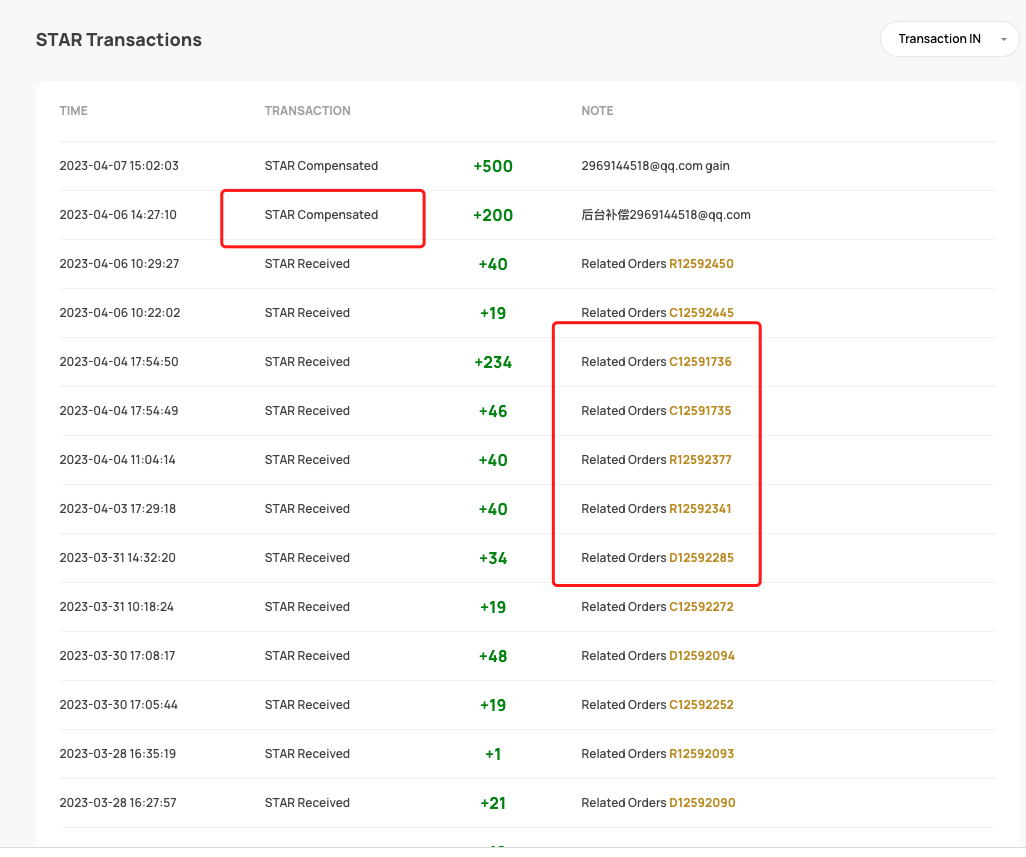 STAR Transactions
Transaction IN
TIME TRANSACTION NOTE
2023-04-07 15:02:03 STAR Compensated +500 2969144518@qq.com gain
2023-04-06 14:27:10 STAR Compensated +200 后台补偿2969144518@qq.com
2023-04-06 10:29:27 STAR Received +40 Related Orders R12592450
2023-04-06 10:22:02 STAR Received +19 Related Orders C12592445
2023-04-04 17:54:50 STAR Received +234 Related Orders C12591736
2023-04-04 17:54:49 STAR Received +46 Related Orders C12591735
2023-04-04 11:04:14 STAR Received +40 Related Orders R12592377
2023-04-03 17:29:18 STAR Received +40 Related Orders R12592341
2023-03-31 14:32:20 STAR Received +34 Related Orders D12592285
2023-03-31 10:18:24 STAR Received +19 Related Orders C12592272
2023-03-30 17:08:17 STAR Received +48 Related Orders D12592094
2023-03-30 17:05:44 STAR Received +19 Related Orders C12592252
2023-03-28 16:35:19 STAR Received +1 Related Orders R12592093
2023-03-28 16:27:57 STAR Received +21 Related Orders D12592090